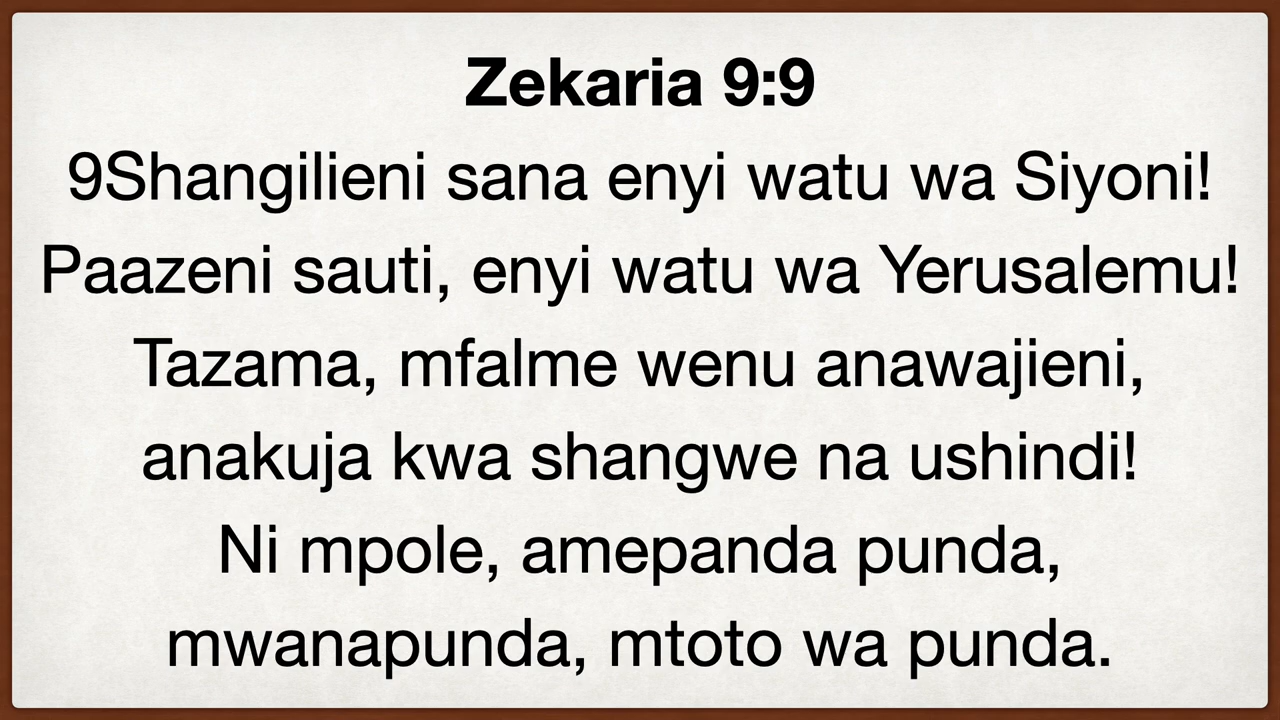 Zekaria 9:9
9Shangilieni sana enyi watu wa Siyoni!
Paazeni sauti, enyi watu wa Yerusalemu!
Tazama, mfalme wenu anawajieni,
anakuja kwa shangwe na ushindi!
Ni mpole, amepanda punda,
mwanapunda, mtoto wa punda.